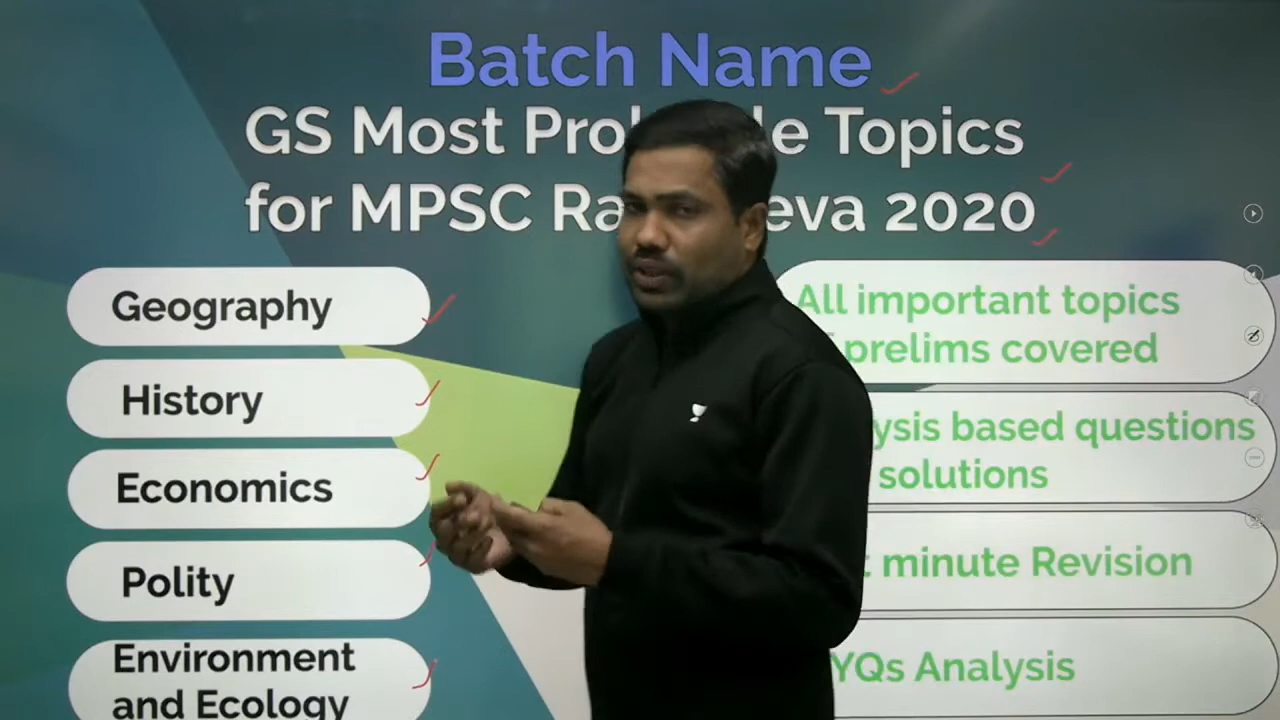 Batch Name
GS Most Topics
for MPSC 2020
Geography
History
Economics
Polity
Environment
and Ecology
All important topics
prelims covered
based questions
solutions
minute Revision
Analysis